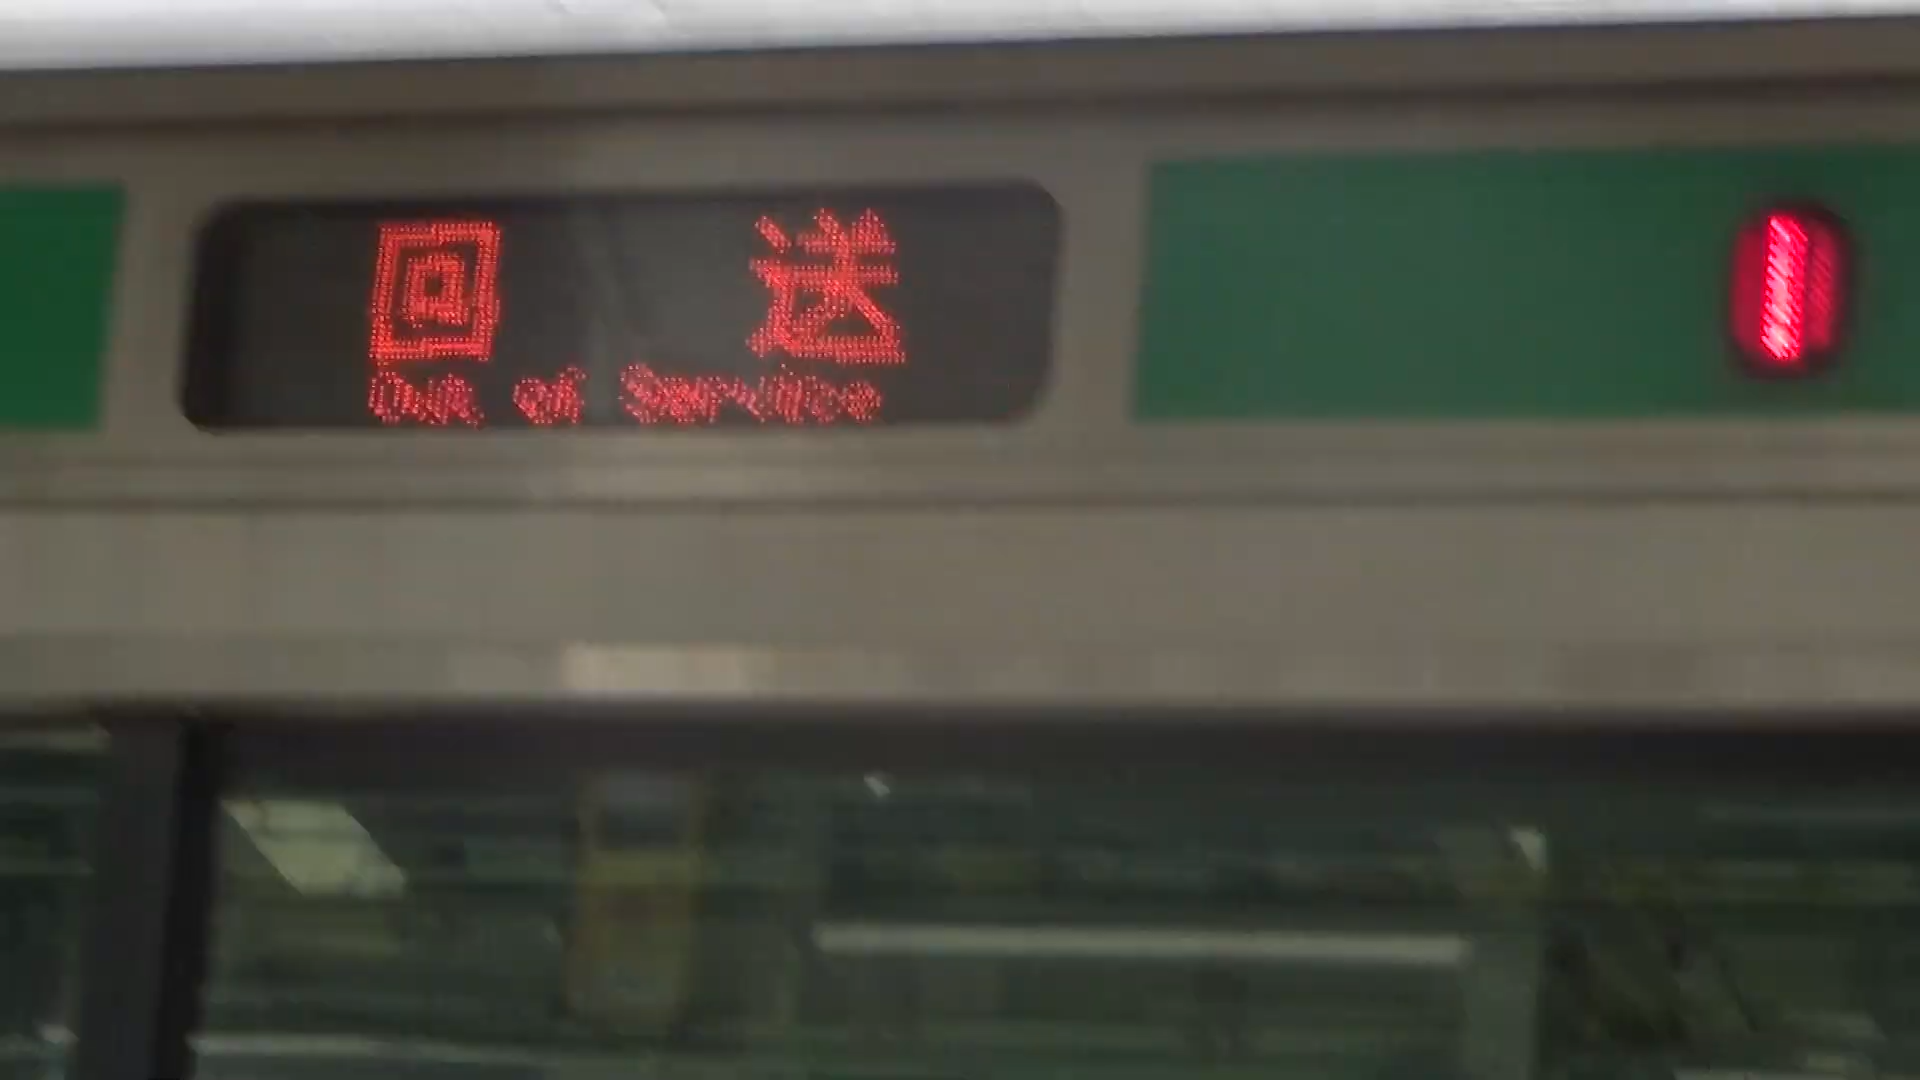 回送
Out of Service